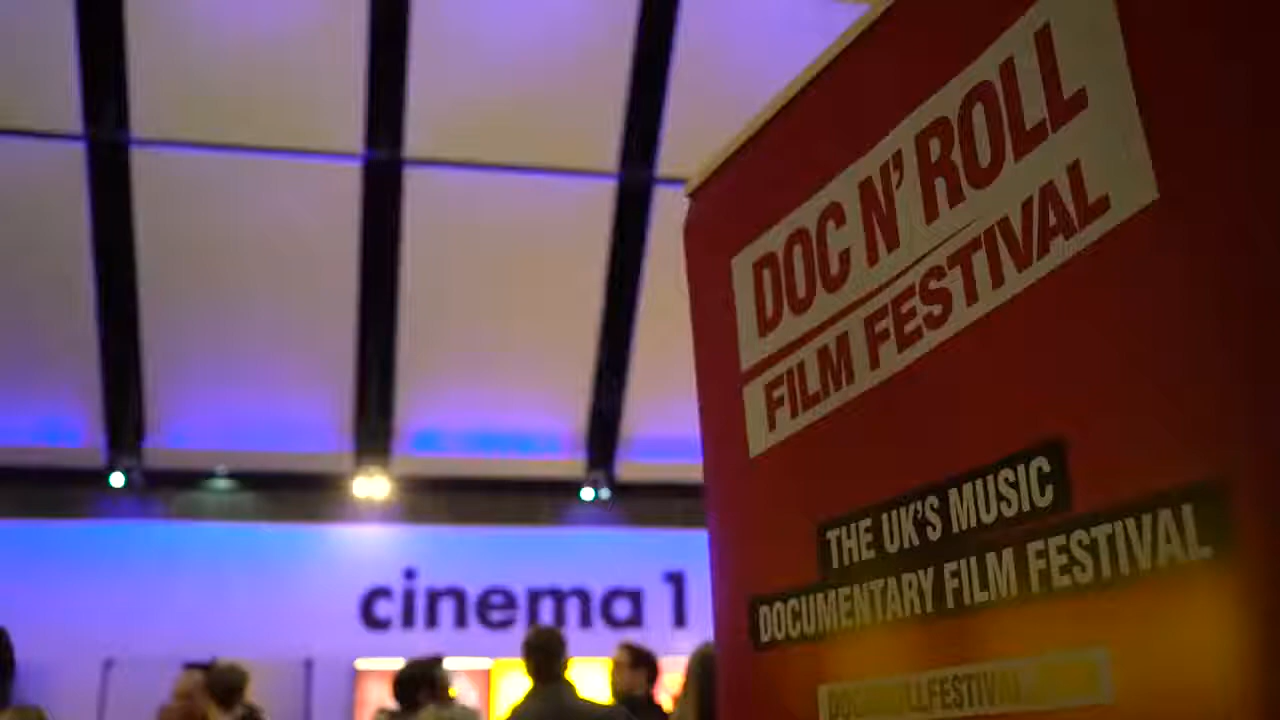 DOC N' ROLL
FILM FESTIVAL
THE UK'S MUSIC
DOCUMENTARY FILM FESTIVAL
cinema 1